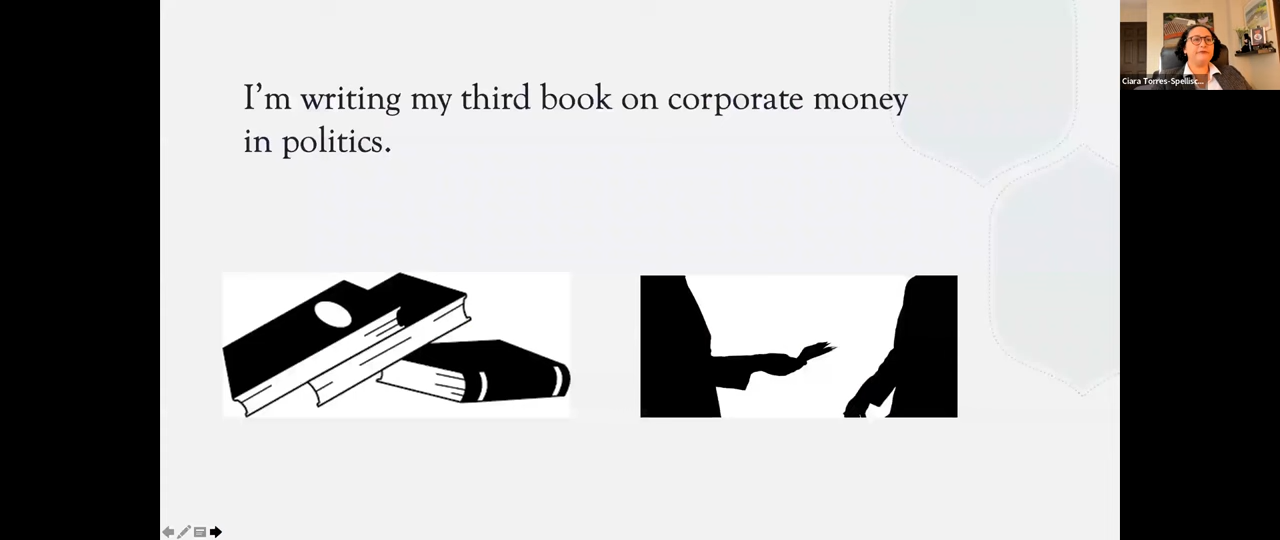 I'm writing my third book on corporate money
in politics.
Ciara Torres-Spellisc...